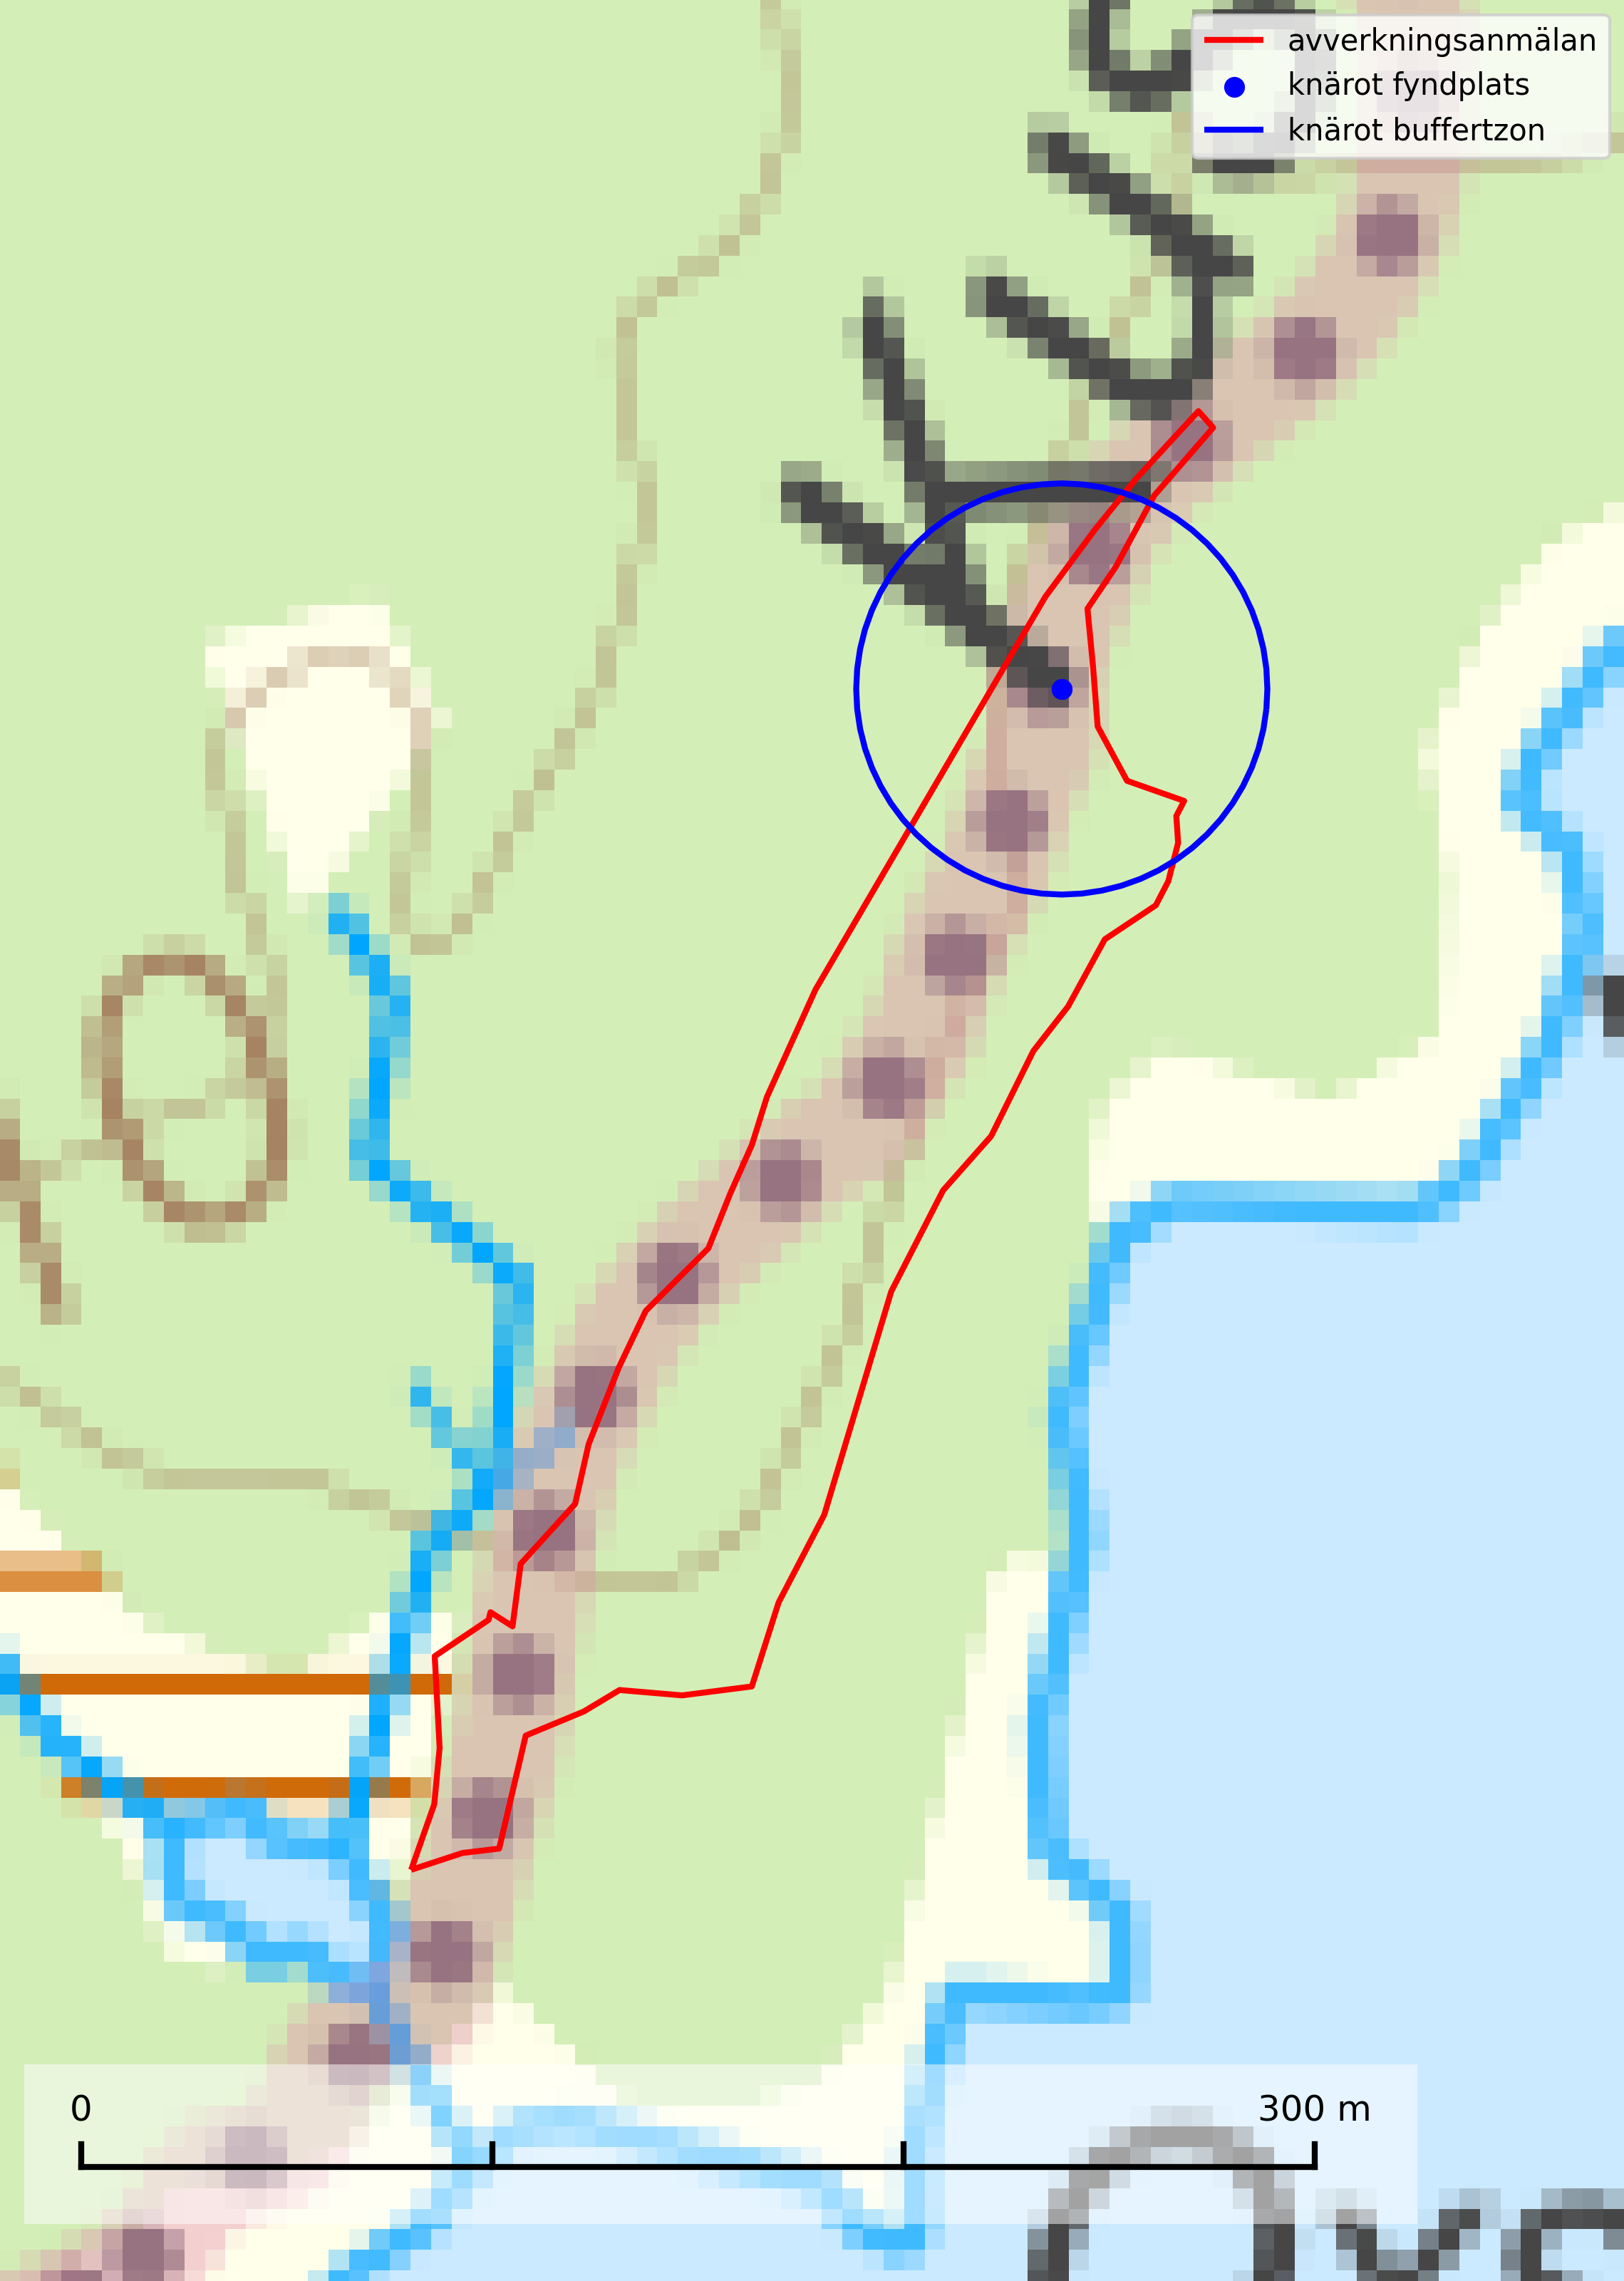 avverkningsanmälan
knärot fyndplats
knärot buffertzon
0 300 m